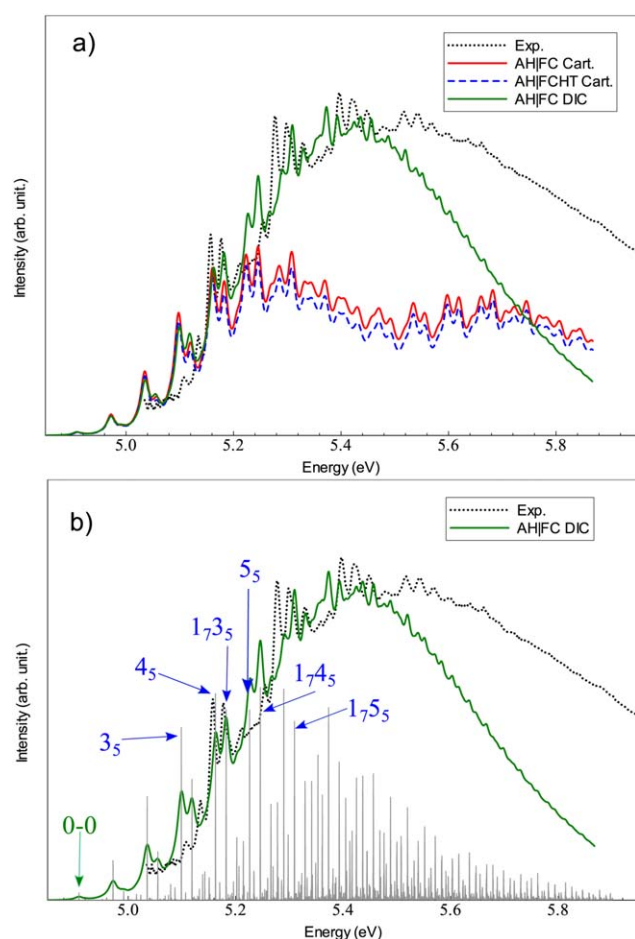 a)
Exp.
AH|FC Cart.
AH|FCHT Cart.
AH|FC DIC
Intensity (arb. unit.)
5.0 5.2 5.4 5.6 5.8
Energy (eV)
b)
Exp.
AH|FC DIC
5₅
1₇3₅
4₅
1₇4₅
3₅
1₇5₅
0-0
Intensity (arb. unit.)
5.0 5.2 5.4 5.6 5.8
Energy (eV)